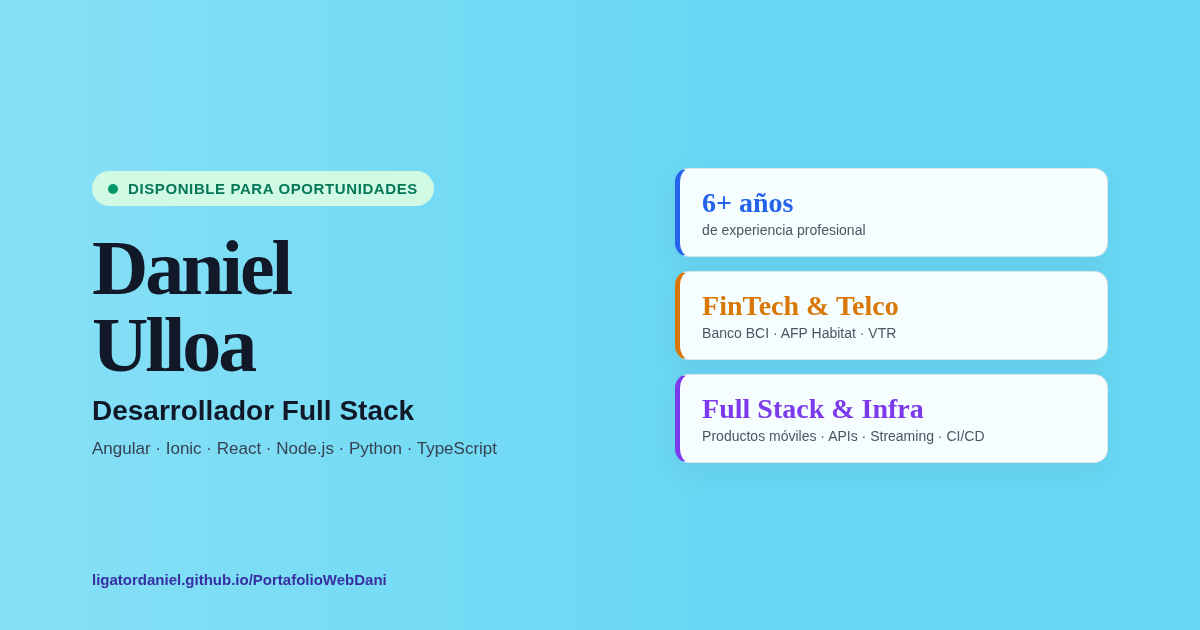 DISPONIBLE PARA OPORTUNIDADES
Daniel
Ulloa
Desarrollador Full Stack
Angular · Ionic · React · Node.js · Python · TypeScript
ligatordaniel.github.io/PortafolioWebDani
6+ años
de experiencia profesional
FinTech & Telco
Banco BCI · AFP Habitat · VTR
Full Stack & Infra
Productos móviles · APIs · Streaming · CI/CD